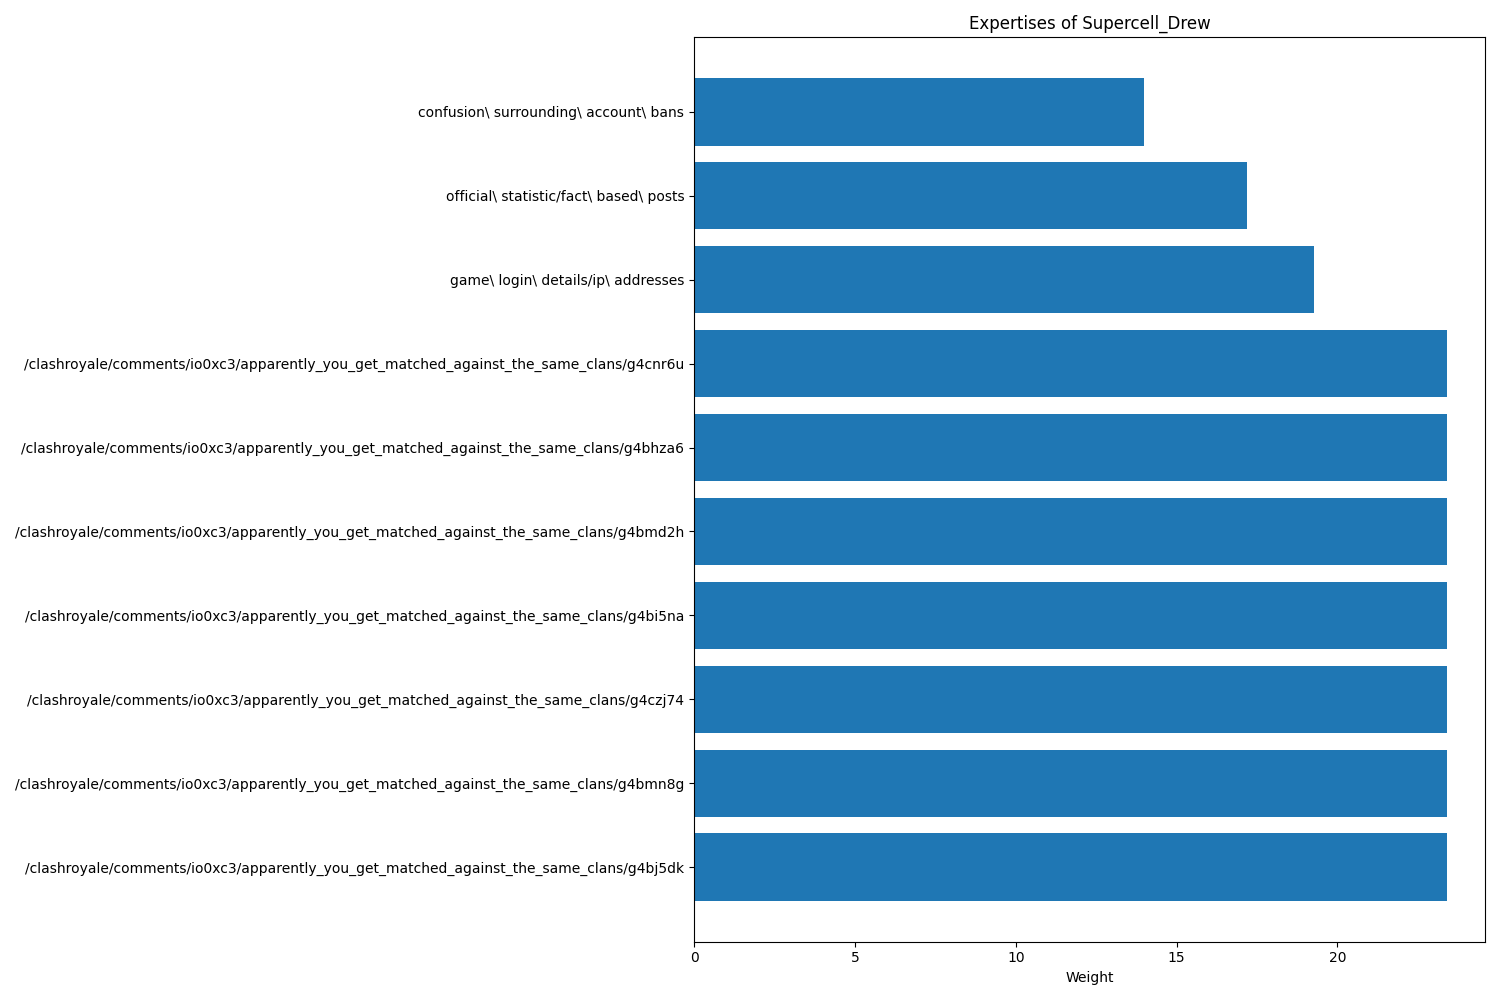 Expertises of Supercell_Drew
confusion\ surrounding\ account\ bans
official\ statistic/fact\ based\ posts
game\ login\ details/ip\ addresses
/clashroyale/comments/io0xc3/apparently_you_get_matched_against_the_same_clans/g4cnr6u
/clashroyale/comments/io0xc3/apparently_you_get_matched_against_the_same_clans/g4bhza6
/clashroyale/comments/io0xc3/apparently_you_get_matched_against_the_same_clans/g4bmd2h
/clashroyale/comments/io0xc3/apparently_you_get_matched_against_the_same_clans/g4bi5na
/clashroyale/comments/io0xc3/apparently_you_get_matched_against_the_same_clans/g4czj74
/clashroyale/comments/io0xc3/apparently_you_get_matched_against_the_same_clans/g4bmn8g
/clashroyale/comments/io0xc3/apparently_you_get_matched_against_the_same_clans/g4bj5dk
0 5 10 15 20
Weight